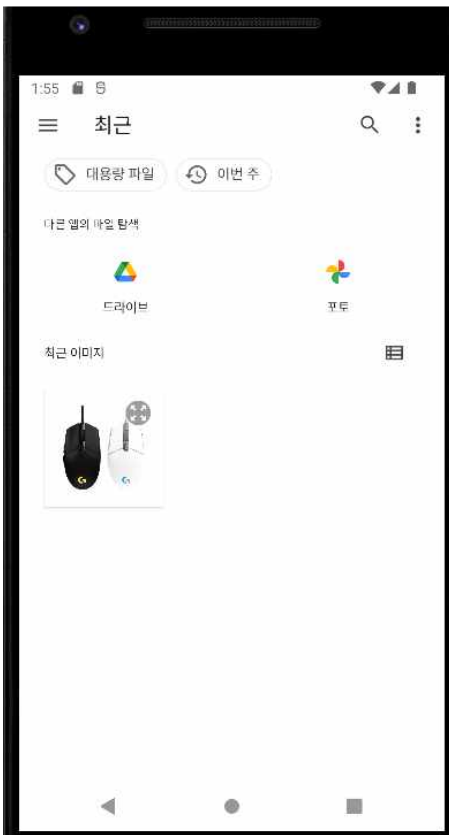 1:55
최근
대용량 파일
이번 주
다른 앱의 파일 탐색
드라이브
포토
최근 이미지